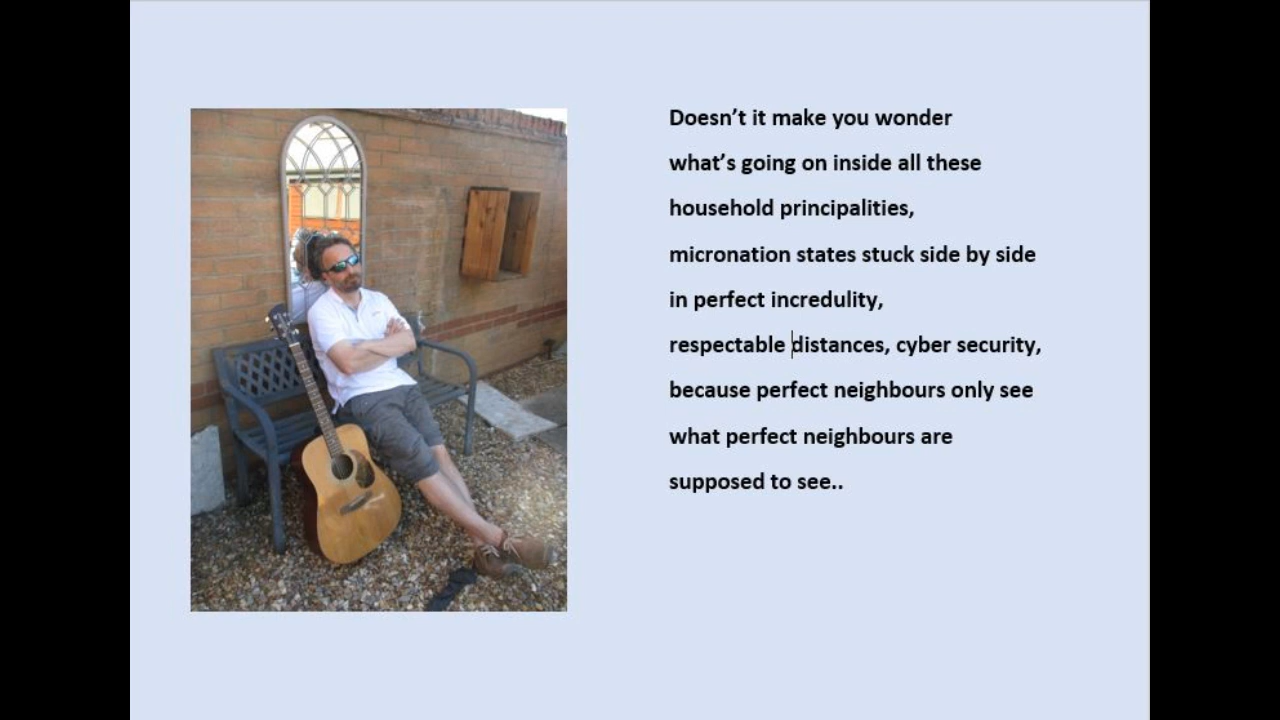 Doesn’t it make you wonder
what’s going on inside all these
household principalities,
micronation states stuck side by side
in perfect incredulity,
respectable distances, cyber security,
because perfect neighbours only see
what perfect neighbours are
supposed to see..